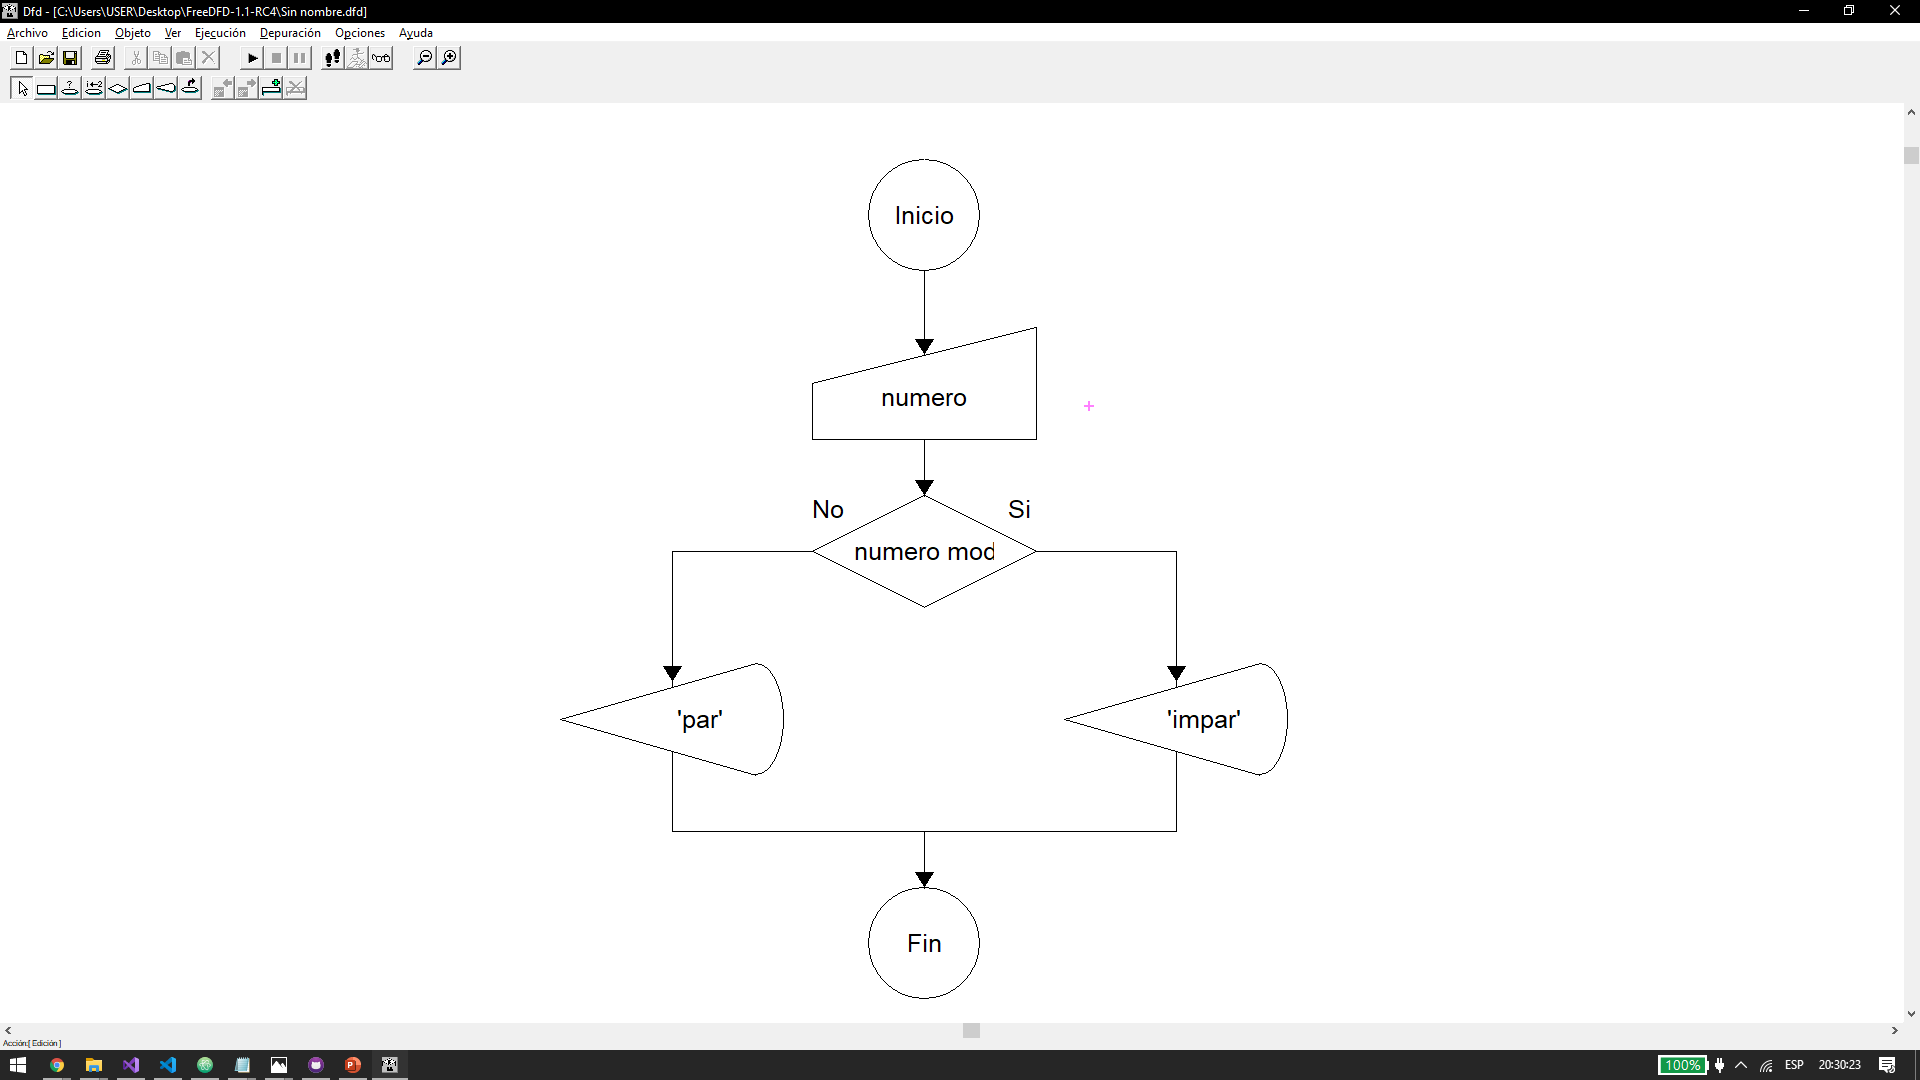 Dfd - [C:\Users\USER\Desktop\FreeDFD-1.1-RC4\Sin nombre.dfd]
Archivo Edicion Objeto Ver Ejecución Depuración Opciones Ayuda
Inicio
numero
No Si
numero mod
'par' 'impar'
Fin
Acción:[ Edición ]
100% ESP 20:30:23